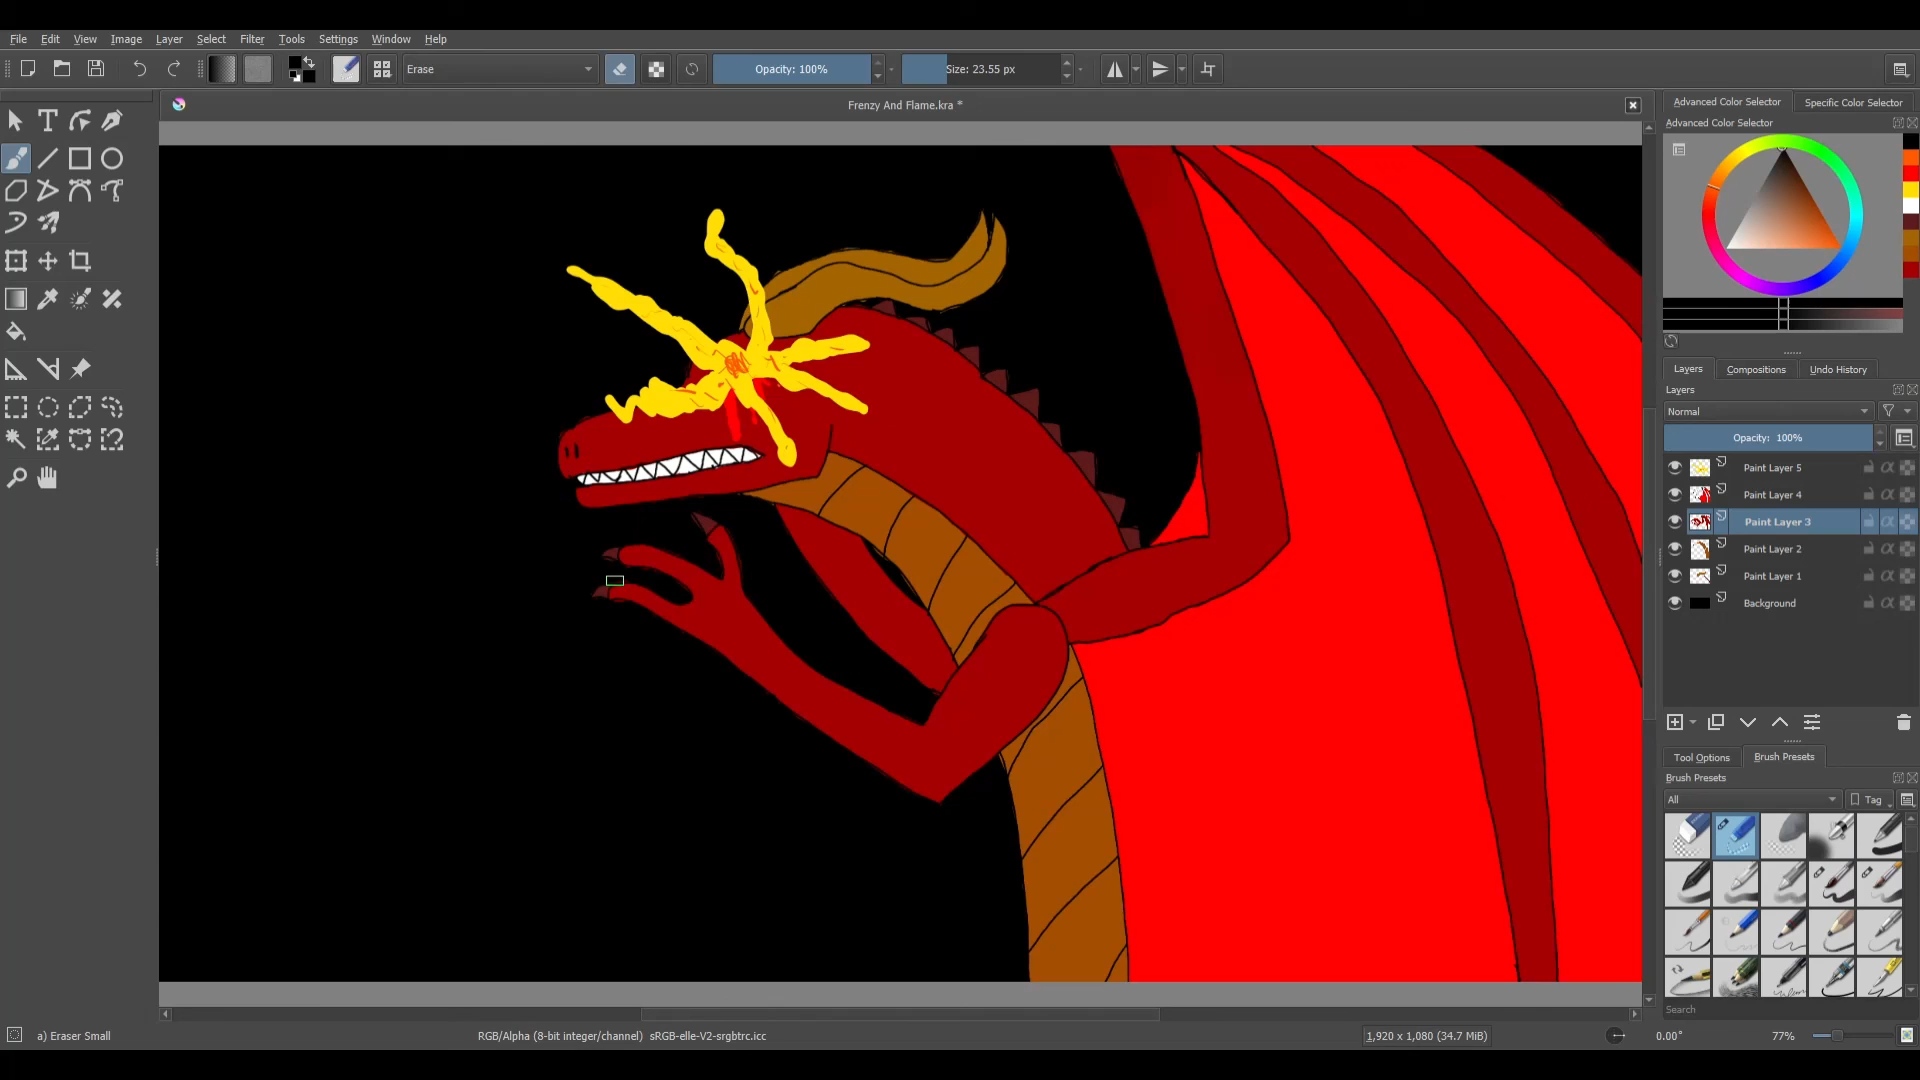 File Edit View Image Layer Select Filter Tools Settings Window Help
Erase Opacity: 100% Size: 23.55 px
Frenzy And Flame.kra *
Advanced Color Selector Specific Color Selector
Advanced Color Selector
Layers Compositions Undo History
Layers
Normal
Opacity: 100%
Paint Layer 5
Paint Layer 4
Paint Layer 3
Paint Layer 2
Paint Layer 1
Background
Tool Options Brush Presets
Brush Presets
All Tag
Search
a) Eraser Small RGB/Alpha (8-bit integer/channel) sRGB-elle-V2-srgbtrc.icc 1,920 x 1,080 (34.7 MiB) 0.00° 77%